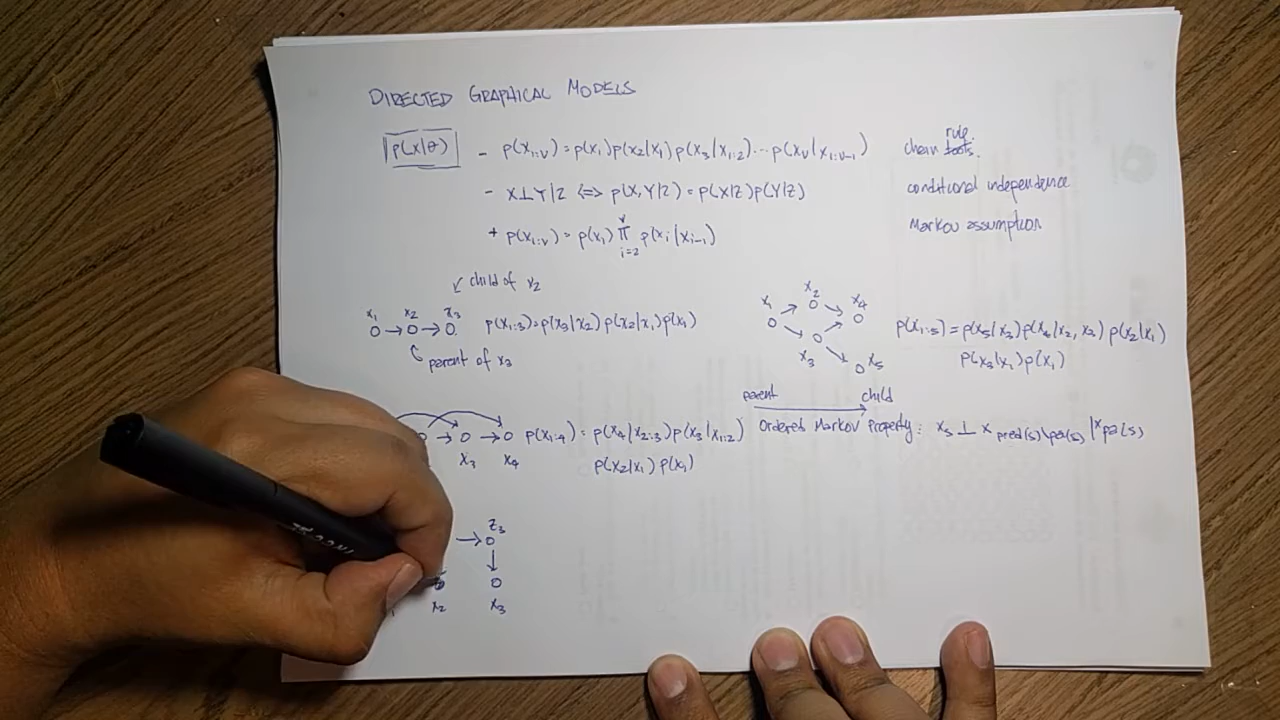 DIRECTED GRAPHICAL MODELS
p(x|θ) - p(x1:V) = p(x1) p(x2|x1) p(x3|x1:2) ... p(xV|x1:V-1) chain rule.
- X⊥Y|Z ⟺ p(X,Y|Z) = p(X|Z)p(Y|Z) conditional independence
+ p(x1:V) = p(x1) ∏ i=2 V p(xi|xi-1) Markov assumption
child of x2
x1 x2 x3 p(x1:3) = p(x3|x2) p(x2|x1) p(x1)
parent of x3
x1 x2 x4
x3 x5
p(x1:5) = p(x5|x3) p(x4|x2, x3) p(x2|x1)
p(x3|x1) p(x1)
parent child
p(x1:4) = p(x4|x2:3) p(x3|x1:2)
p(x2|x1) p(x1)
x3 x4
Ordered Markov Property: xs ⊥ x pred(s)\pa(s) | x pa(s)
z3
x2 x3